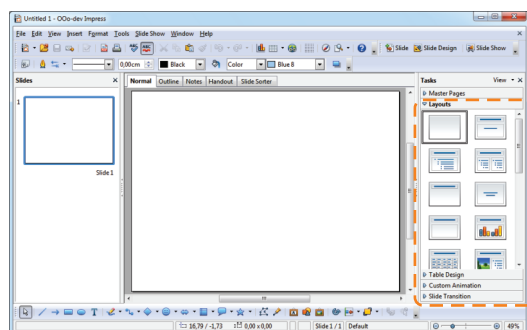 Untitled 1 - OOo-dev Impress
File Edit View Insert Format Tools Slide Show Window Help
Slide Slide Design Slide Show
0,00cm Black Color Blue 8
Slides
Normal Outline Notes Handout Slide Sorter
Tasks View
Master Pages
Layouts
1
Slide 1
Table Design
Custom Animation
Slide Transition
16,79 / -1,73 0,00 x 0,00 Slide 1 / 1 Default 49%